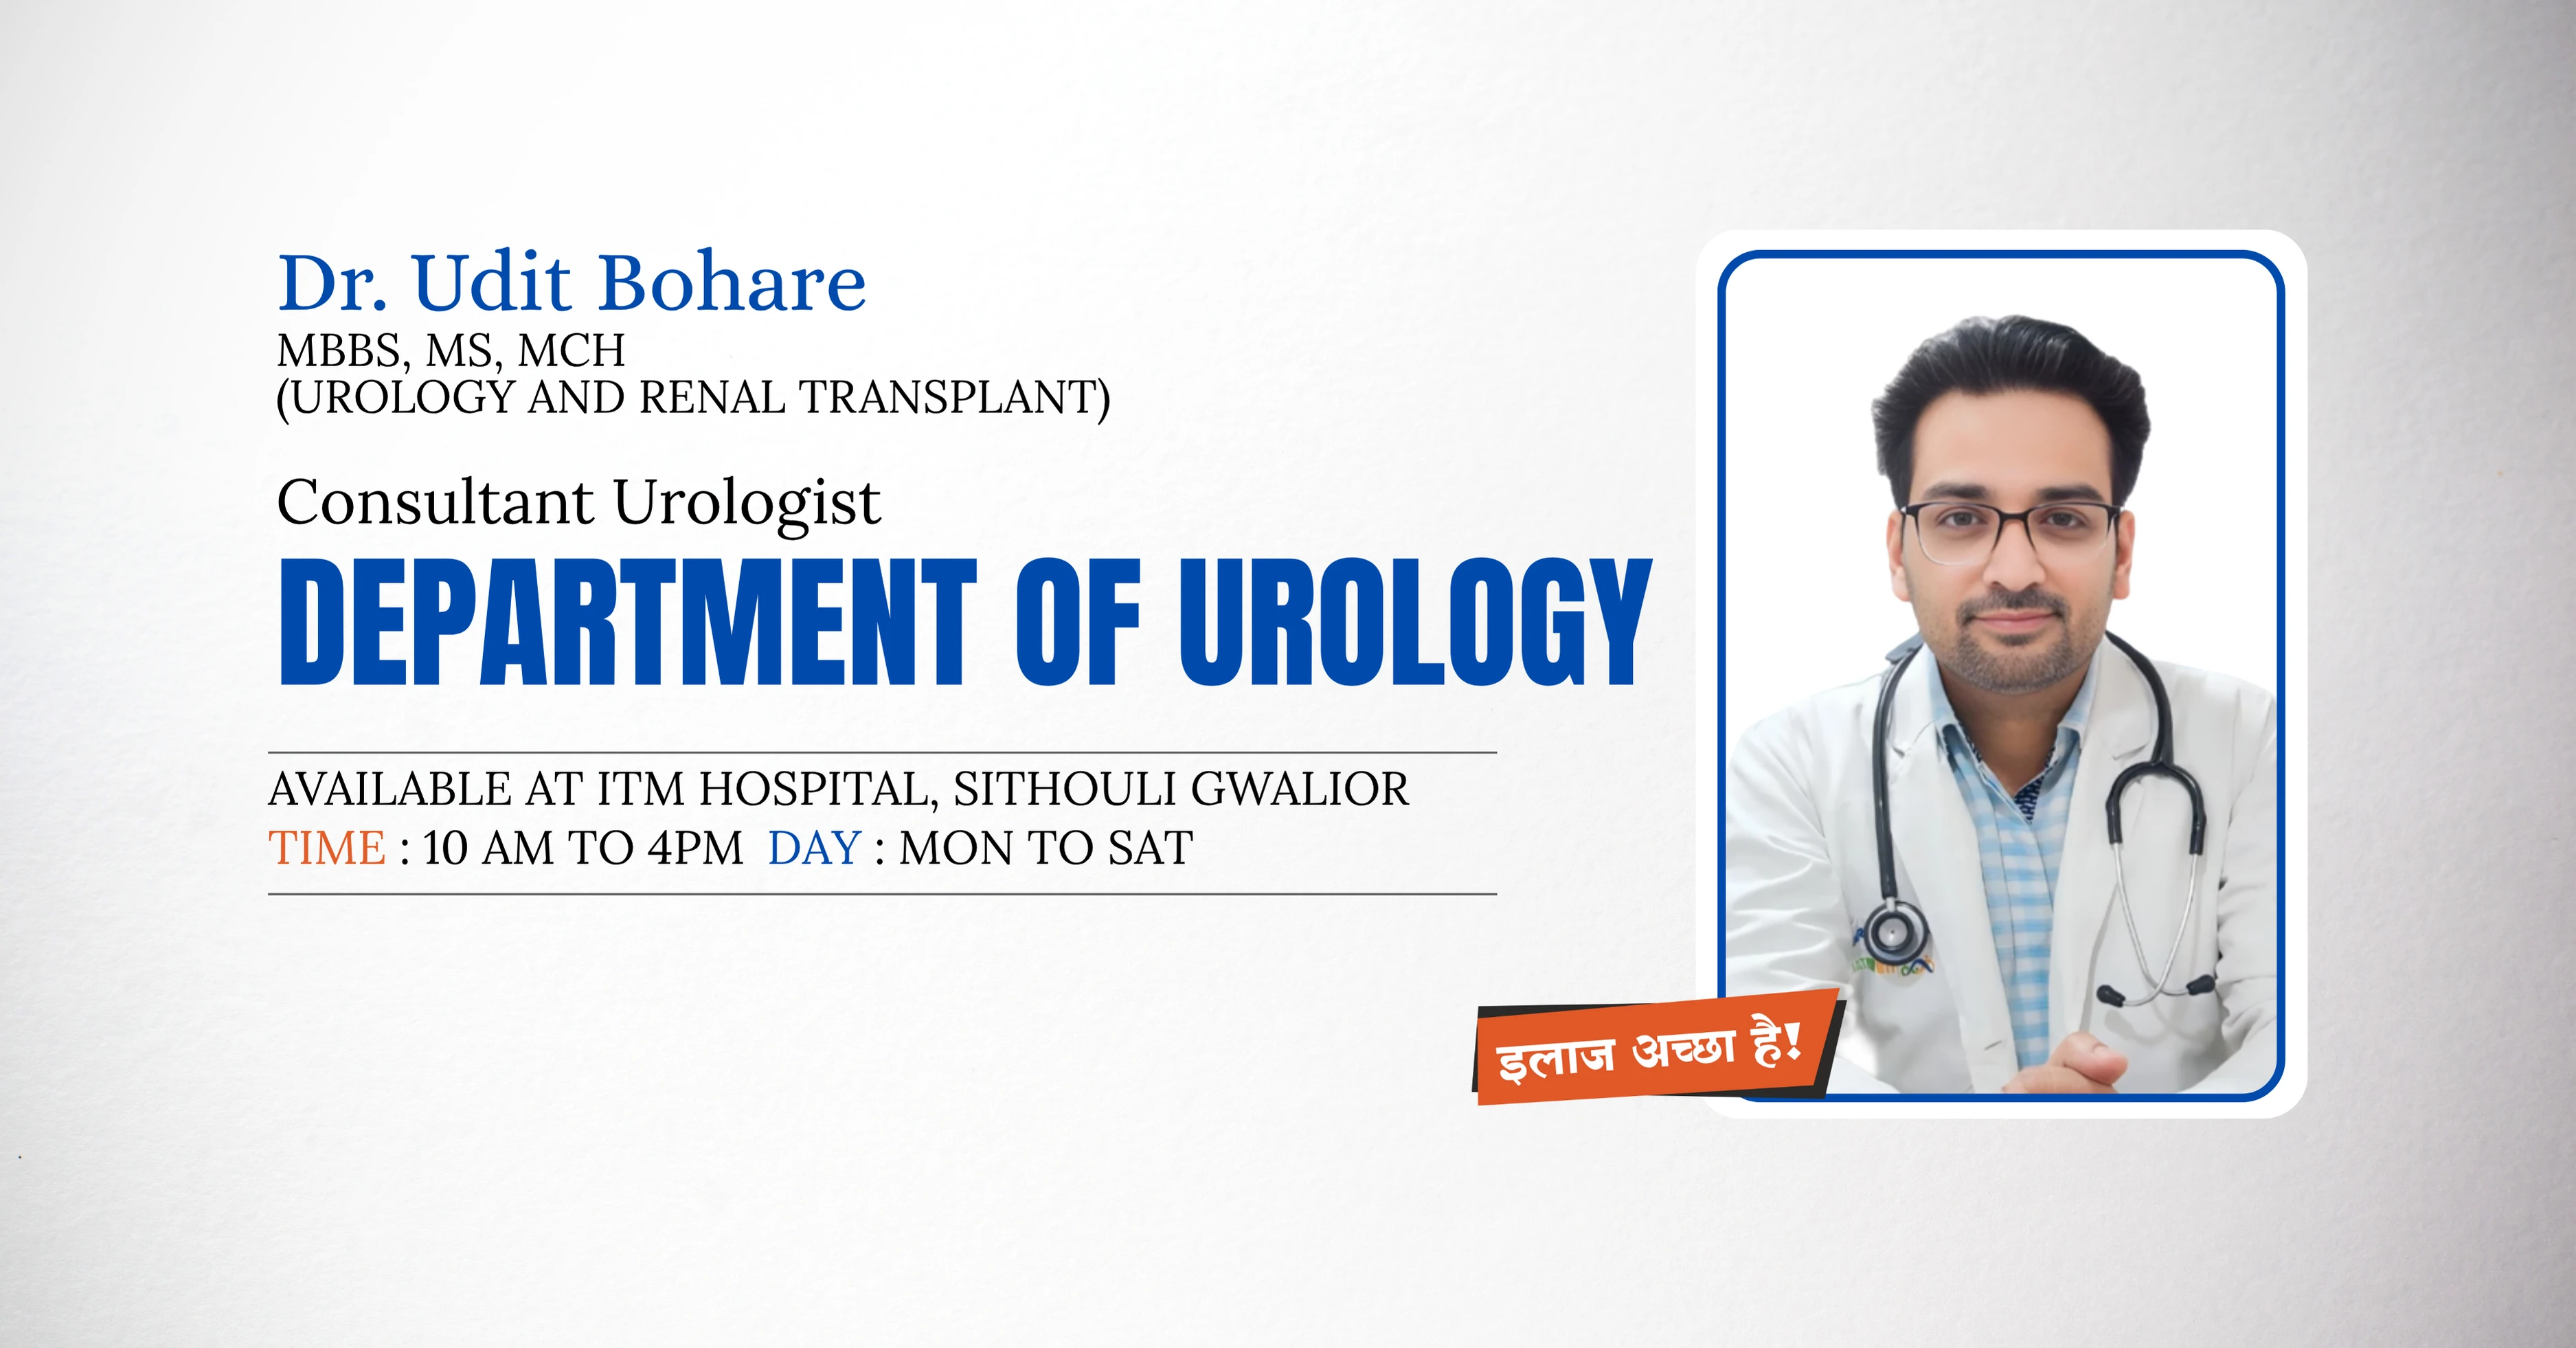 Dr. Udit Bohare
MBBS, MS, MCH
(UROLOGY AND RENAL TRANSPLANT)
Consultant Urologist
DEPARTMENT OF UROLOGY
AVAILABLE AT ITM HOSPITAL, SITHOULI GWALIOR
TIME : 10 AM TO 4PM DAY : MON TO SAT
इलाज अच्छा है!